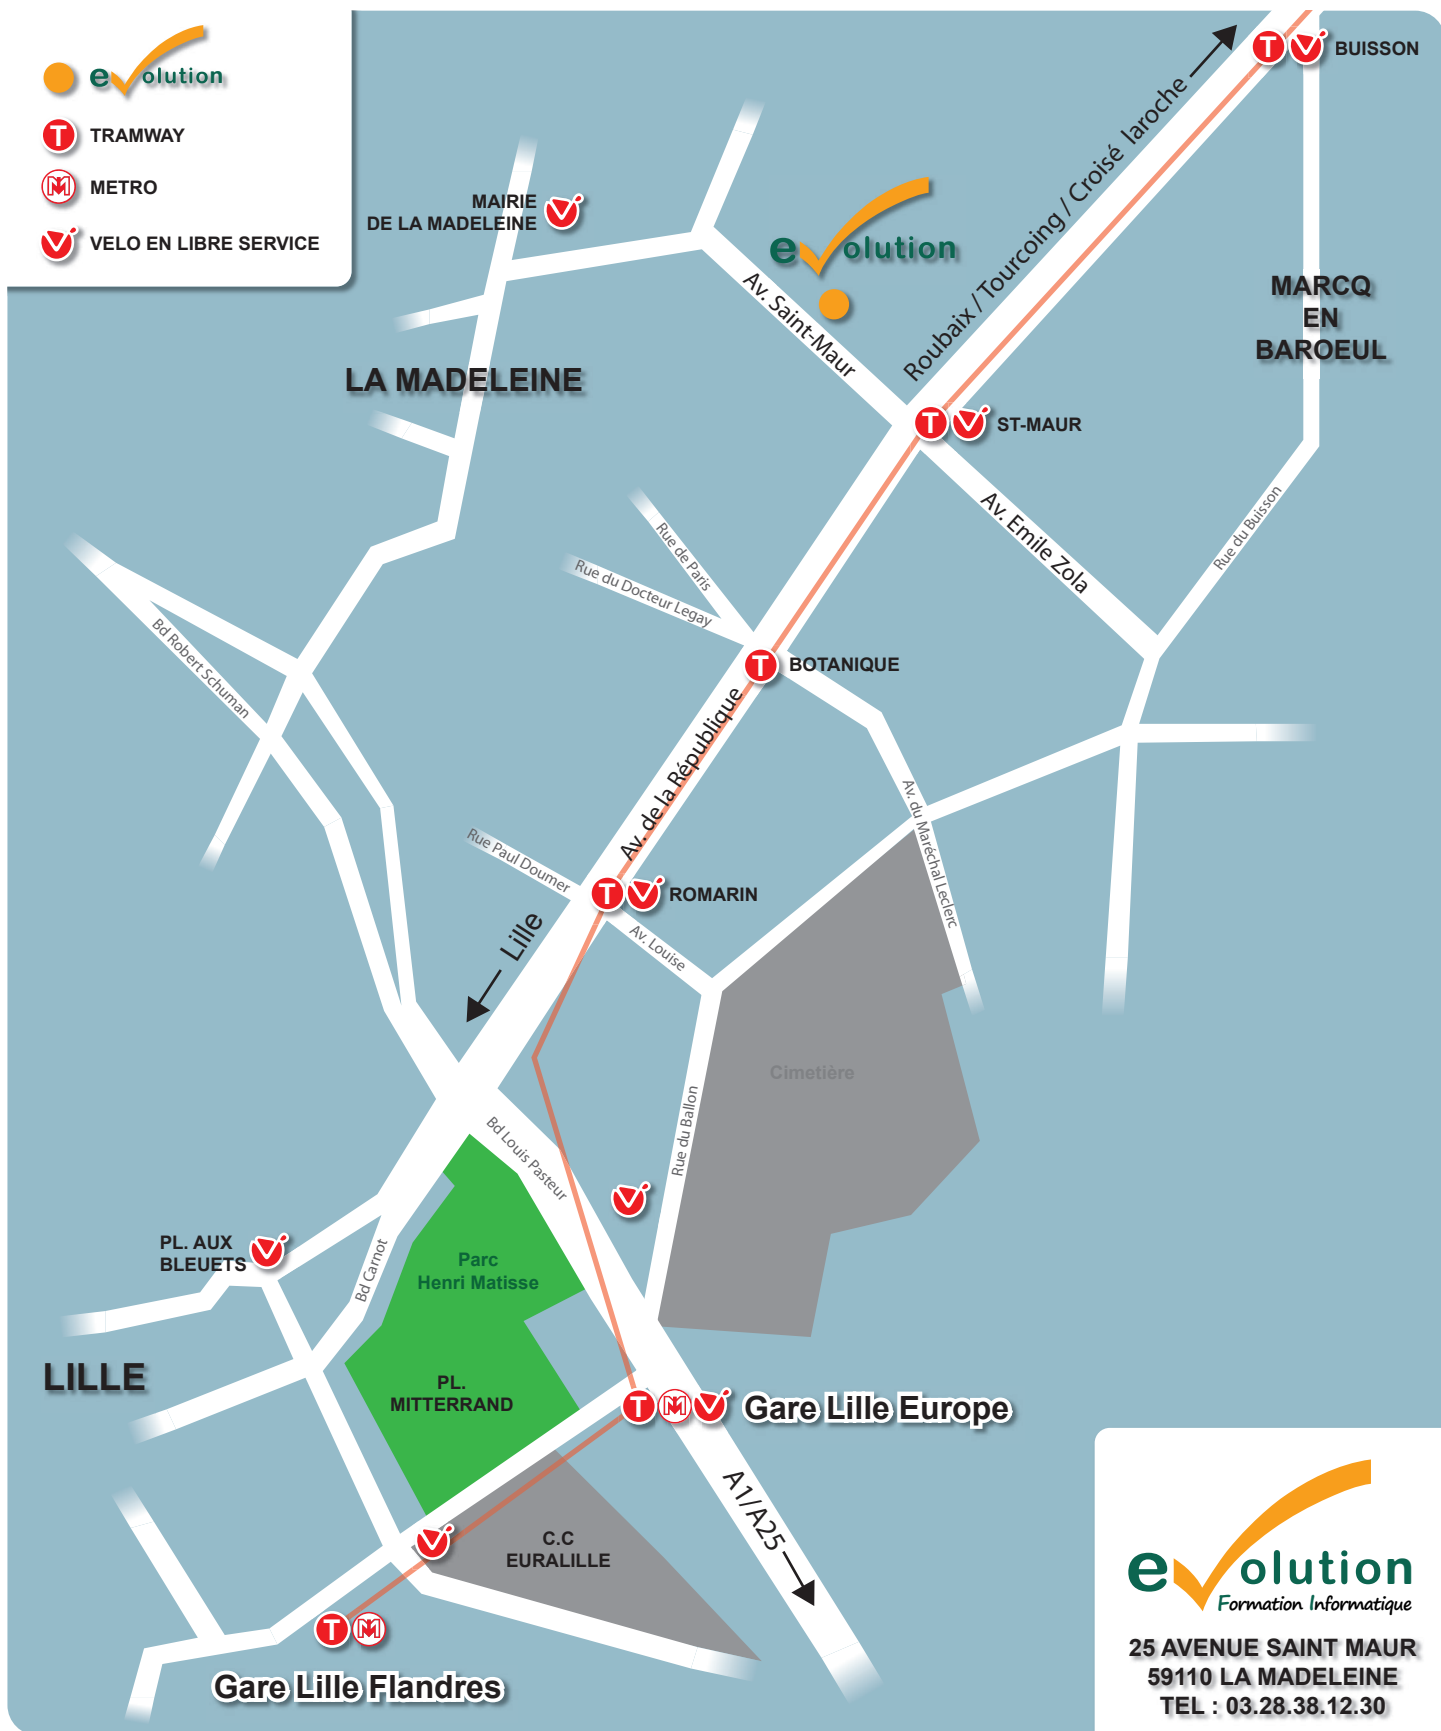 evolution
T TRAMWAY
M METRO
VELO EN LIBRE SERVICE
T BUISSON
Roubaix / Tourcoing / Croisé laroche
MAIRIE
DE LA MADELEINE
evolution
Av. Saint-Maur
MARCQ
EN
BAROEUL
LA MADELEINE
T ST-MAUR
Av. Emile Zola
Rue du Buisson
Rue de Paris
Rue du Docteur Legay
Bd Robert Schuman
T BOTANIQUE
Av. de la République
Av. du Maréchal Leclerc
Rue Paul Doumer
T ROMARIN
Av. Louise
Lille
Cimetière
Rue du Ballon
Bd Louis Pasteur
PL. AUX
BLEUETS
Bd Carnot
Parc
Henri Matisse
LILLE
PL.
MITTERRAND
T M Gare Lille Europe
A1/A25
C.C
EURALILLE
T M
Gare Lille Flandres
evolution
Formation Informatique
25 AVENUE SAINT MAUR
59110 LA MADELEINE
TEL : 03.28.38.12.30